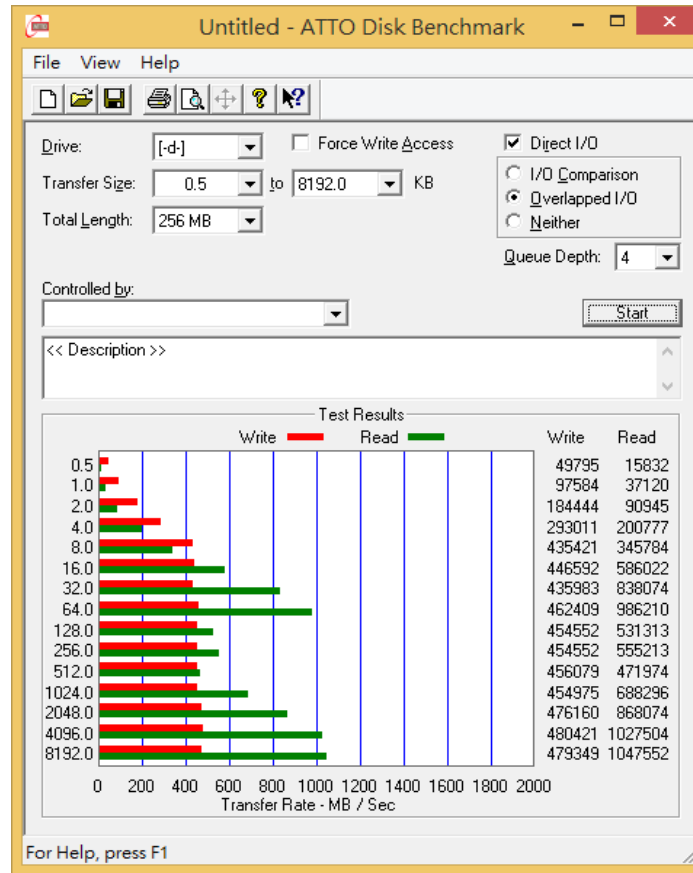 Untitled - ATTO Disk Benchmark
File View Help
Drive: [-d-] Force Write Access Direct I/O
Transfer Size: 0.5 to 8192.0 KB I/O Comparison
Overlapped I/O
Total Length: 256 MB Neither
Queue Depth: 4
Controlled by:
Start
<< Description >>
Test Results
Write Read Write Read
0.5 49795 15832
1.0 97584 37120
2.0 184444 90945
4.0 293011 200777
8.0 435421 345784
16.0 446592 586022
32.0 435983 838074
64.0 462409 986210
128.0 454552 531313
256.0 454552 555213
512.0 456079 471974
1024.0 454975 688296
2048.0 476160 868074
4096.0 480421 1027504
8192.0 479349 1047552
0 200 400 600 800 1000 1200 1400 1600 1800 2000
Transfer Rate - MB / Sec
For Help, press F1